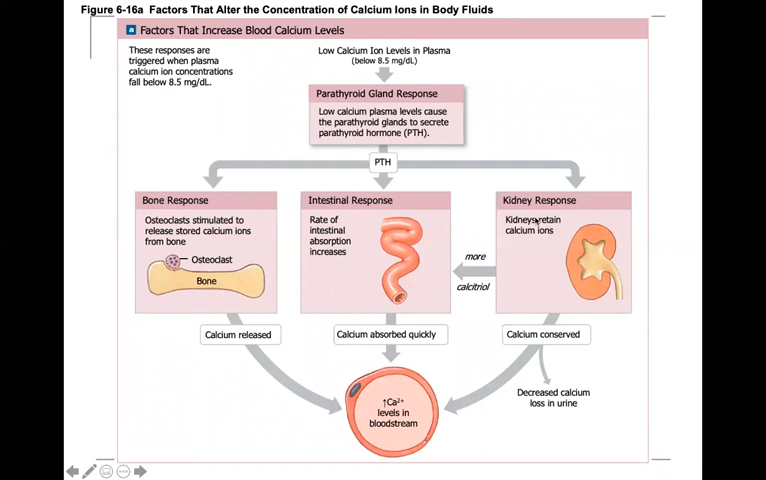 Figure 6-16a Factors That Alter the Concentration of Calcium Ions in Body Fluids
a Factors That Increase Blood Calcium Levels
These responses are
triggered when plasma
calcium ion concentrations
fall below 8.5 mg/dL.
Low Calcium Ion Levels in Plasma
(below 8.5 mg/dL)
Parathyroid Gland Response
Low calcium plasma levels cause
the parathyroid glands to secrete
parathyroid hormone (PTH).
PTH
Bone Response
Osteoclasts stimulated to
release stored calcium ions
from bone
Osteoclast
Bone
Intestinal Response
Rate of
intestinal
absorption
increases
more
calcitriol
Kidney Response
Kidneys retain
calcium ions
Calcium released
Calcium absorbed quickly
Calcium conserved
Decreased calcium
loss in urine
↑Ca²⁺
levels in
bloodstream